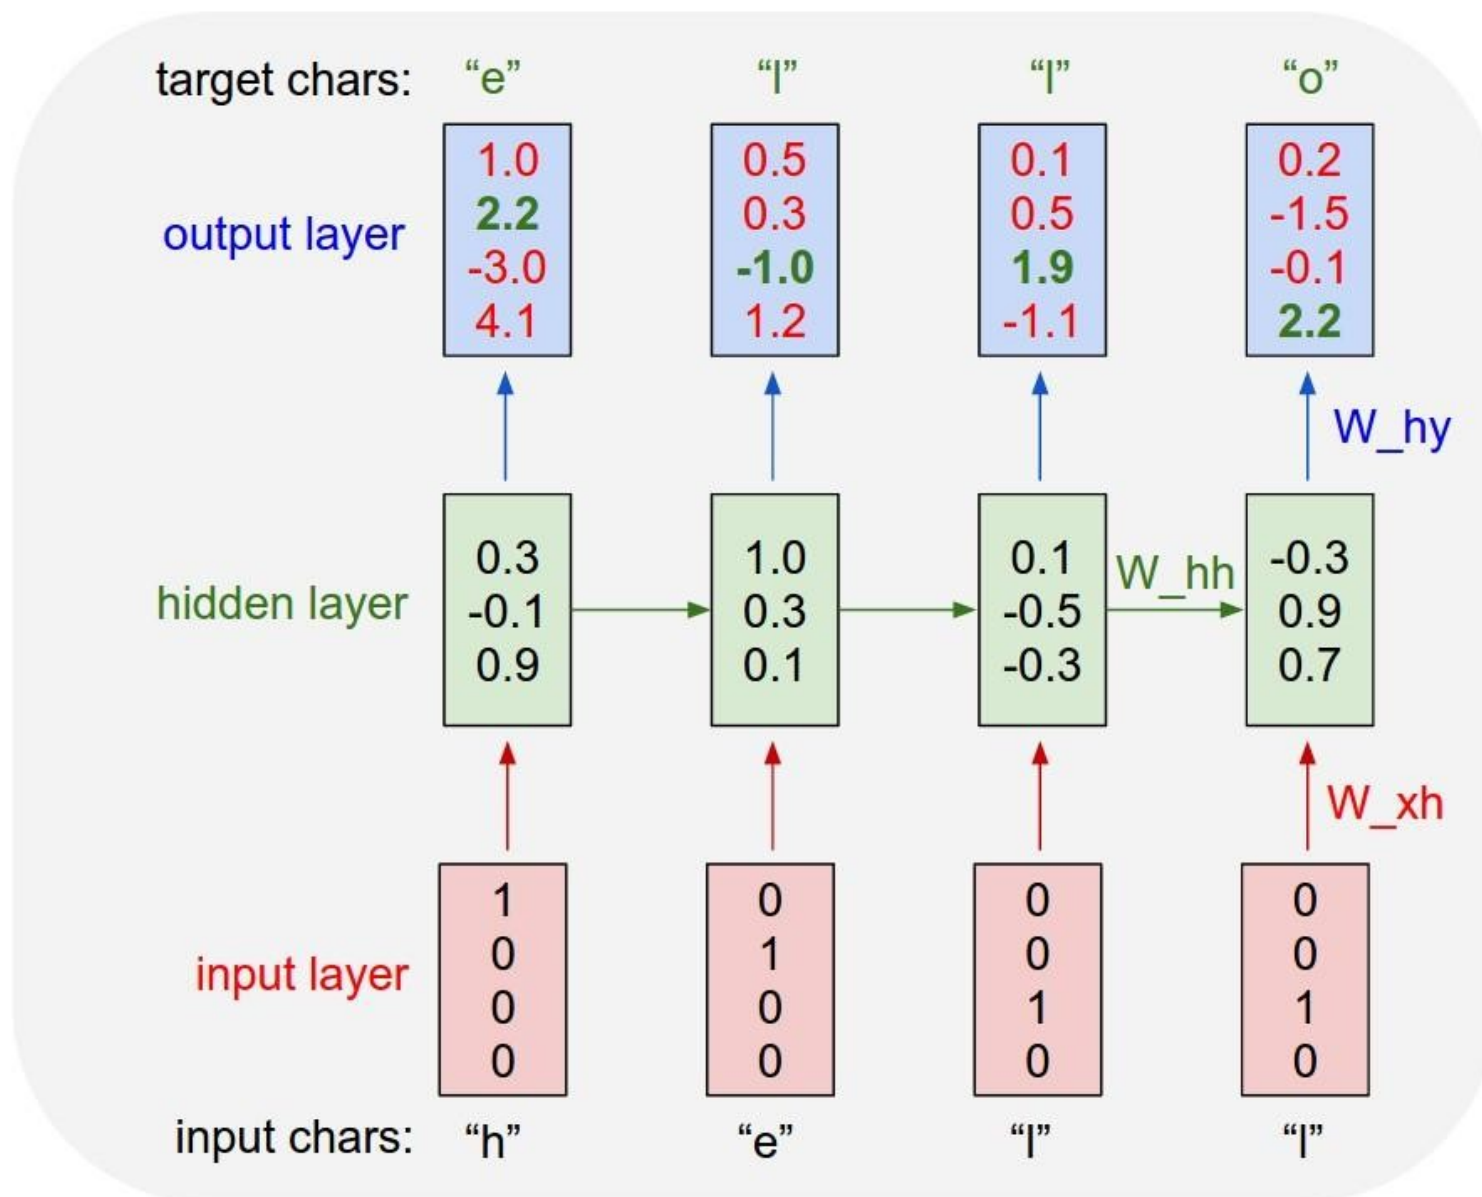 target chars: “e” “l” “l” “o”
1.0 0.5 0.1 0.2
2.2 0.3 0.5 -1.5
output layer
-3.0 -1.0 1.9 -0.1
4.1 1.2 -1.1 2.2
W_hy
0.3 1.0 0.1 W_hh -0.3
hidden layer -0.1 0.3 -0.5 0.9
0.9 0.1 -0.3 0.7
W_xh
1 0 0 0
0 1 0 0
input layer
0 0 1 1
0 0 0 0
input chars: “h” “e” “l” “l”